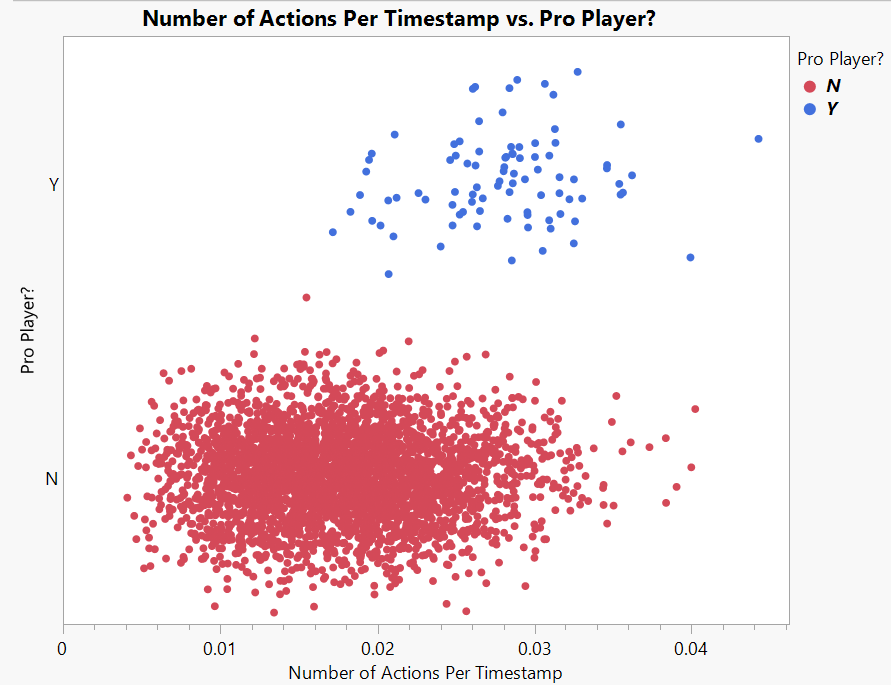 Number of Actions Per Timestamp vs. Pro Player?
Pro Player?
N
Y
Y
Pro Player?
N
0
0.01
0.02
0.03
0.04
Number of Actions Per Timestamp